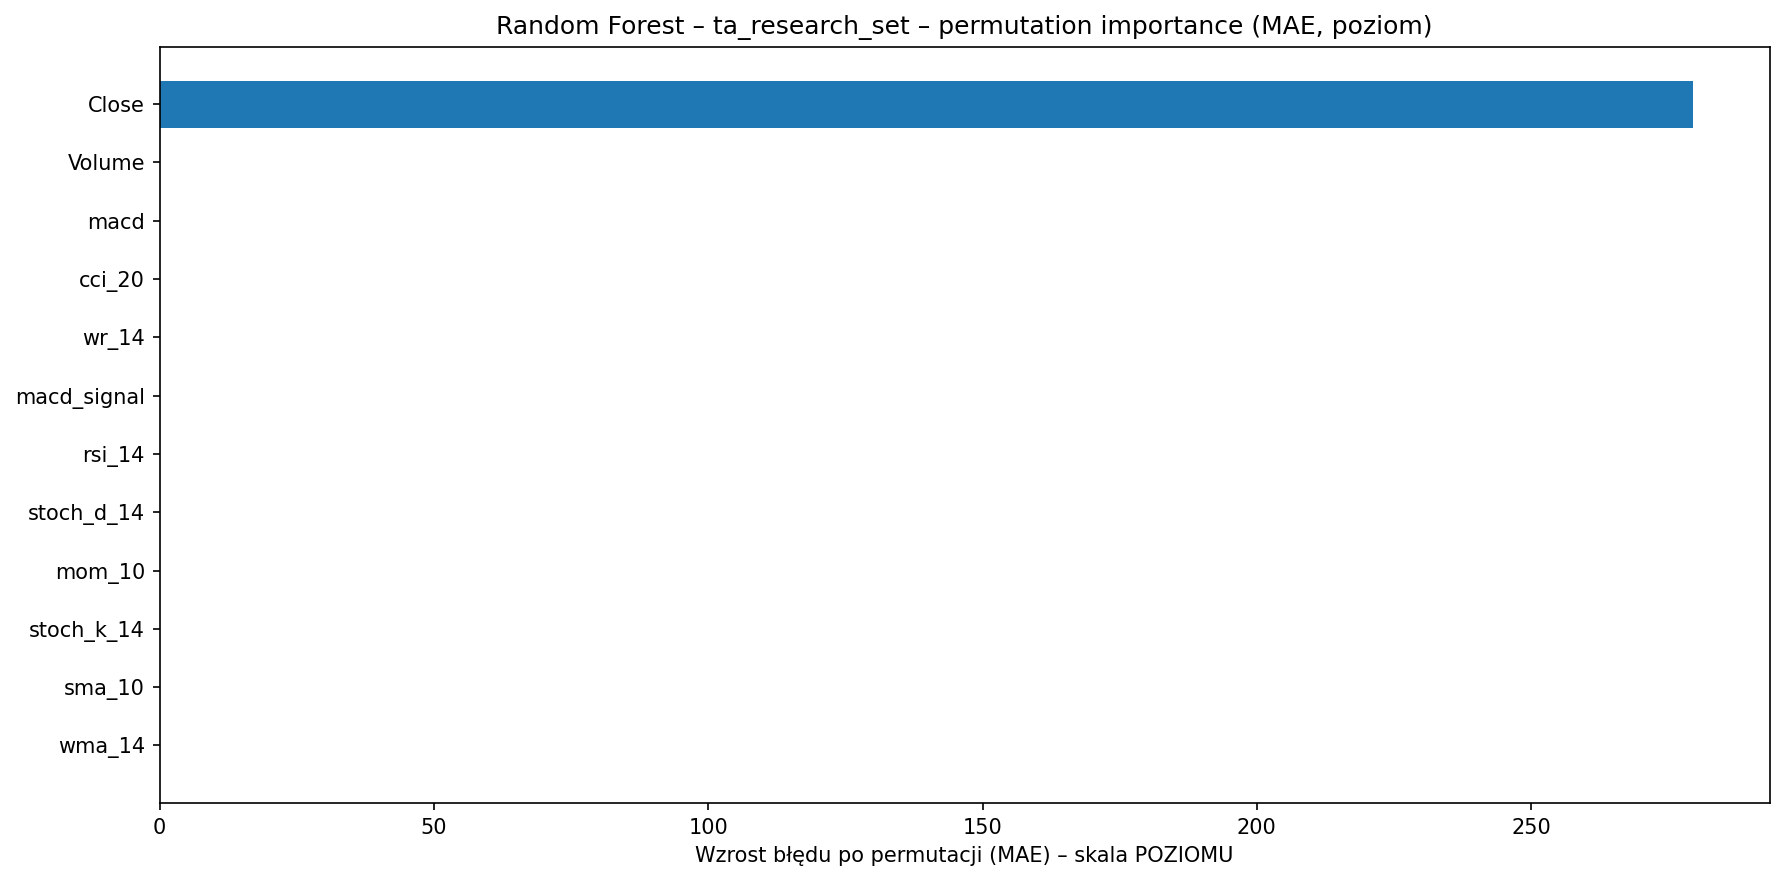 Random Forest – ta_research_set – permutation importance (MAE, poziom)
Close
Volume
macd
cci_20
wr_14
macd_signal
rsi_14
stoch_d_14
mom_10
stoch_k_14
sma_10
wma_14
0 50 100 150 200 250
Wzrost błędu po permutacji (MAE) – skala POZIOMU